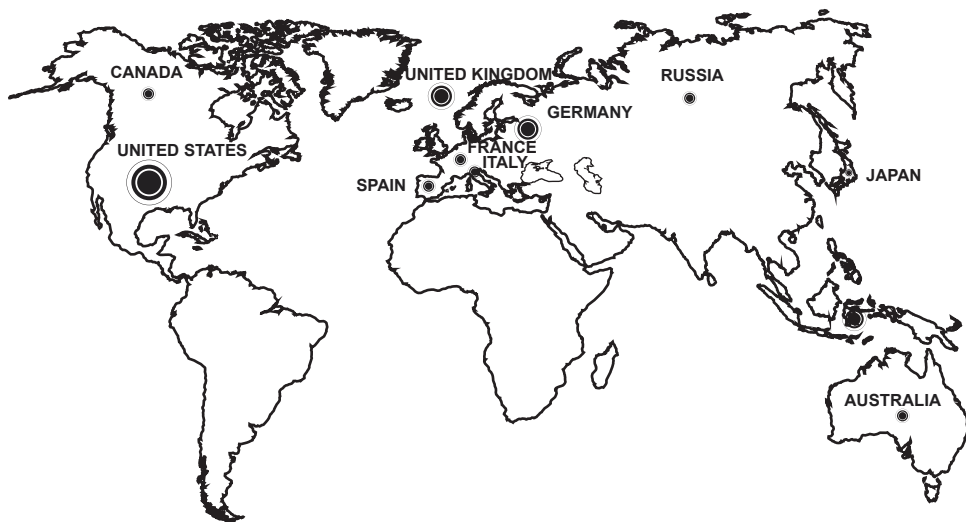 CANADA
UNITED KINGDOM
RUSSIA
GERMANY
UNITED STATES
FRANCE
ITALY
SPAIN
JAPAN
AUSTRALIA